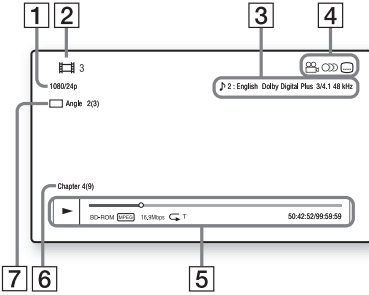 1 2 3 4
3
1080/24p
2 : English Dolby Digital Plus 3/4.1 48 kHz
Angle 2(3)
Chapter 4(9)
BD-ROM MPEG 16,9Mbps T 50:42:52/99:59:59
7 6 5